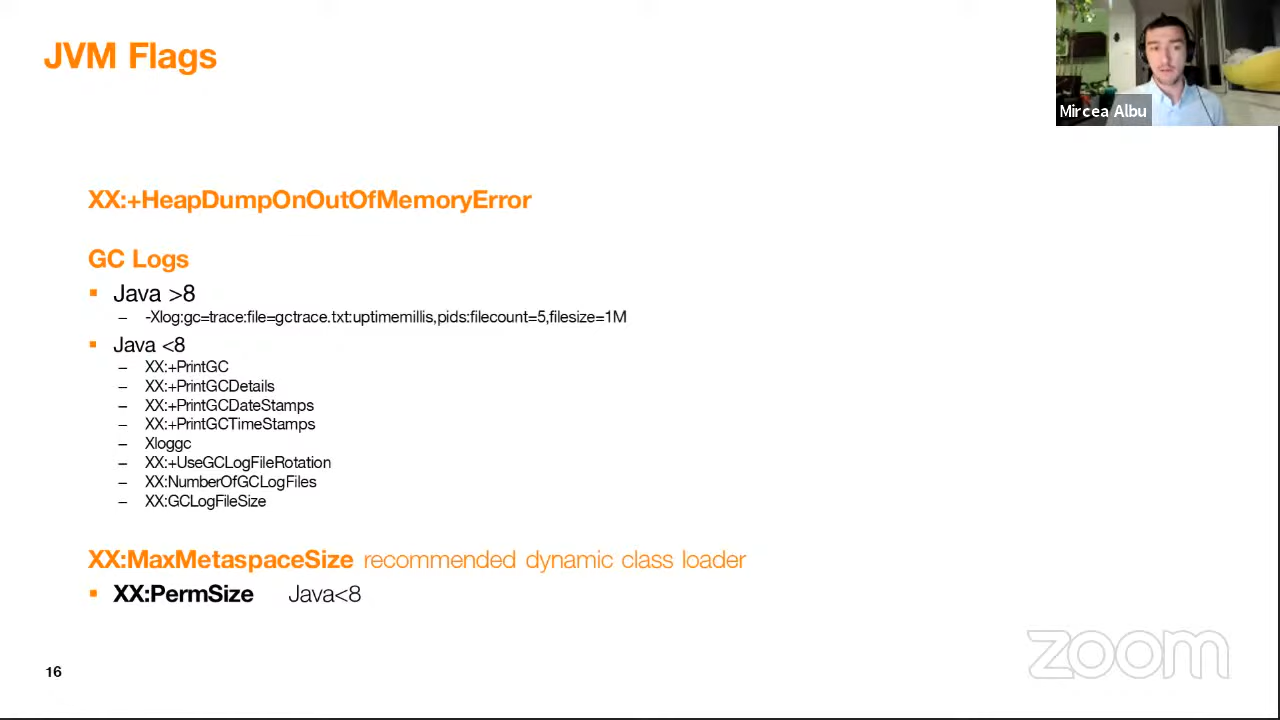 JVM Flags
Mircea Albu
XX:+HeapDumpOnOutOfMemoryError
GC Logs
Java >8
-Xlog:gc=trace:file=gctrace.txt:uptimemillis,pids:filecount=5,filesize=1M
Java <8
XX:+PrintGC
XX:+PrintGCDetails
XX:+PrintGCDateStamps
XX:+PrintGCTimeStamps
Xloggc
XX:+UseGCLogFileRotation
XX:NumberOfGCLogFiles
XX:GCLogFileSize
XX:MaxMetaspaceSize recommended dynamic class loader
XX:PermSize Java<8
16
zoom